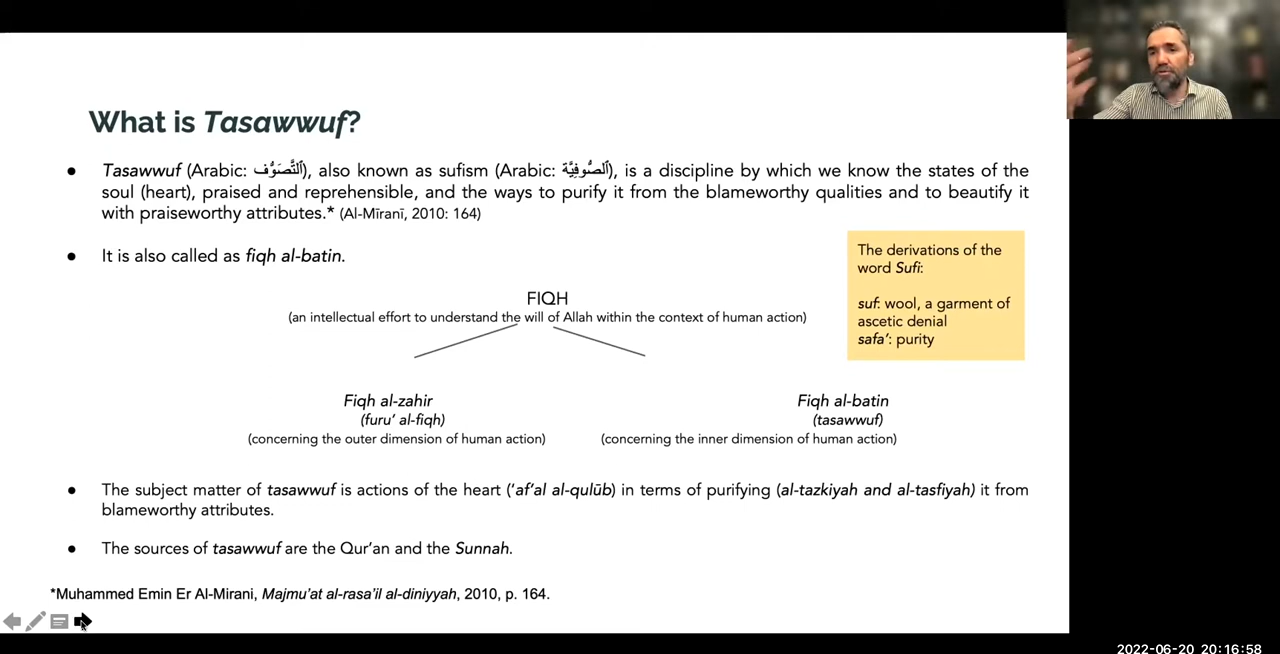 What is Tasawwuf?
● Tasawwuf (Arabic: ٱلتَّصَوُّف), also known as sufism (Arabic: ٱلصُّوفِيَّة), is a discipline by which we know the states of the
soul (heart), praised and reprehensible, and the ways to purify it from the blameworthy qualities and to beautify it
with praiseworthy attributes.* (Al-Mīranī, 2010: 164)
● It is also called as fiqh al-batin.
The derivations of the
word Sufi:
suf: wool, a garment of
ascetic denial
safa’: purity
FIQH
(an intellectual effort to understand the will of Allah within the context of human action)
Fiqh al-zahir
(furu’ al-fiqh)
(concerning the outer dimension of human action)
Fiqh al-batin
(tasawwuf)
(concerning the inner dimension of human action)
● The subject matter of tasawwuf is actions of the heart (‘af’al al-qulūb) in terms of purifying (al-tazkiyah and al-tasfiyah) it from
blameworthy attributes.
● The sources of tasawwuf are the Qur’an and the Sunnah.
*Muhammed Emin Er Al-Mirani, Majmu’at al-rasa’il al-diniyyah, 2010, p. 164.
2022-06-20 20:16:58